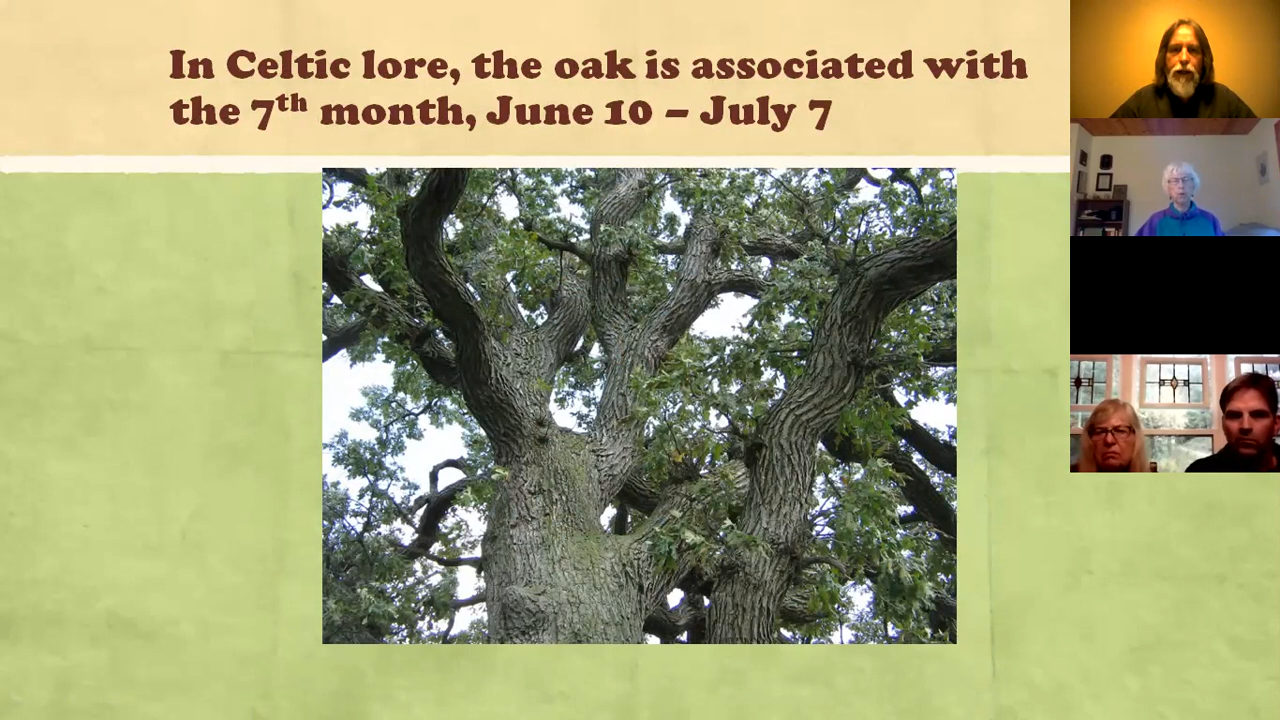 In Celtic lore, the oak is associated with
the 7th month, June 10 – July 7